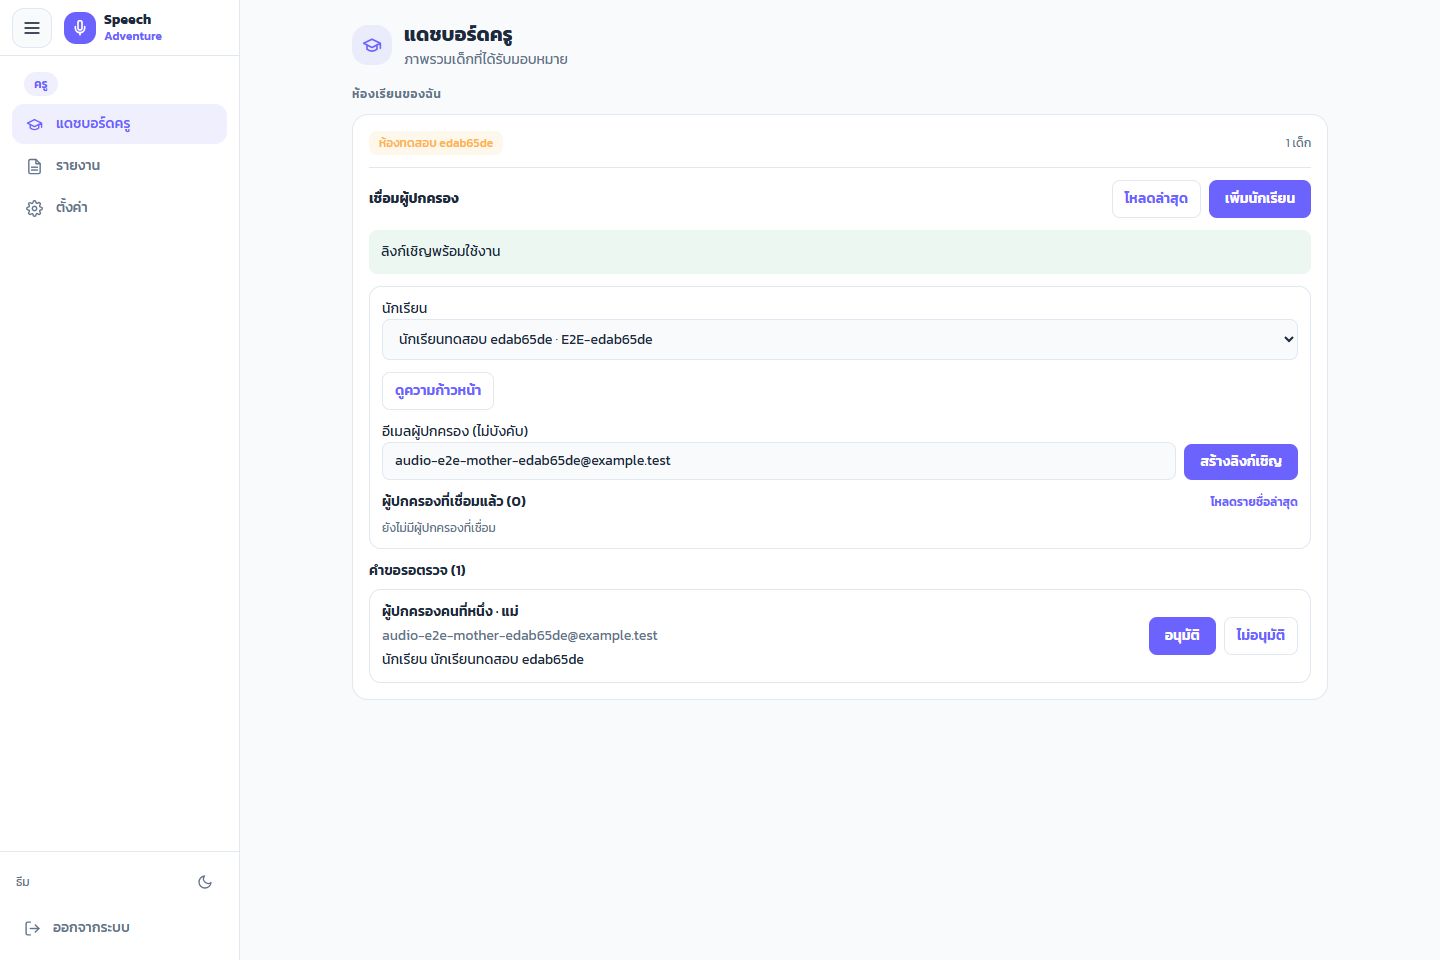 Speech
Adventure
ครู
แดชบอร์ดครู
รายงาน
ตั้งค่า
ธีม
ออกจากระบบ
แดชบอร์ดครู
ภาพรวมเด็กที่ได้รับมอบหมาย
ห้องเรียนของฉัน
ห้องทดสอบ edab65de
1 เด็ก
เชื่อมผู้ปกครอง
โหลดล่าสุด
เพิ่มนักเรียน
ลิงก์เชิญพร้อมใช้งาน
นักเรียน
นักเรียนทดสอบ edab65de · E2E-edab65de
ดูความก้าวหน้า
อีเมลผู้ปกครอง (ไม่บังคับ)
audio-e2e-mother-edab65de@example.test
สร้างลิงก์เชิญ
ผู้ปกครองที่เชื่อมแล้ว (0)
โหลดรายชื่อล่าสุด
ยังไม่มีผู้ปกครองที่เชื่อม
คำขอรอตรวจ (1)
ผู้ปกครองคนที่หนึ่ง · แม่
audio-e2e-mother-edab65de@example.test
นักเรียน นักเรียนทดสอบ edab65de
อนุมัติ
ไม่อนุมัติ